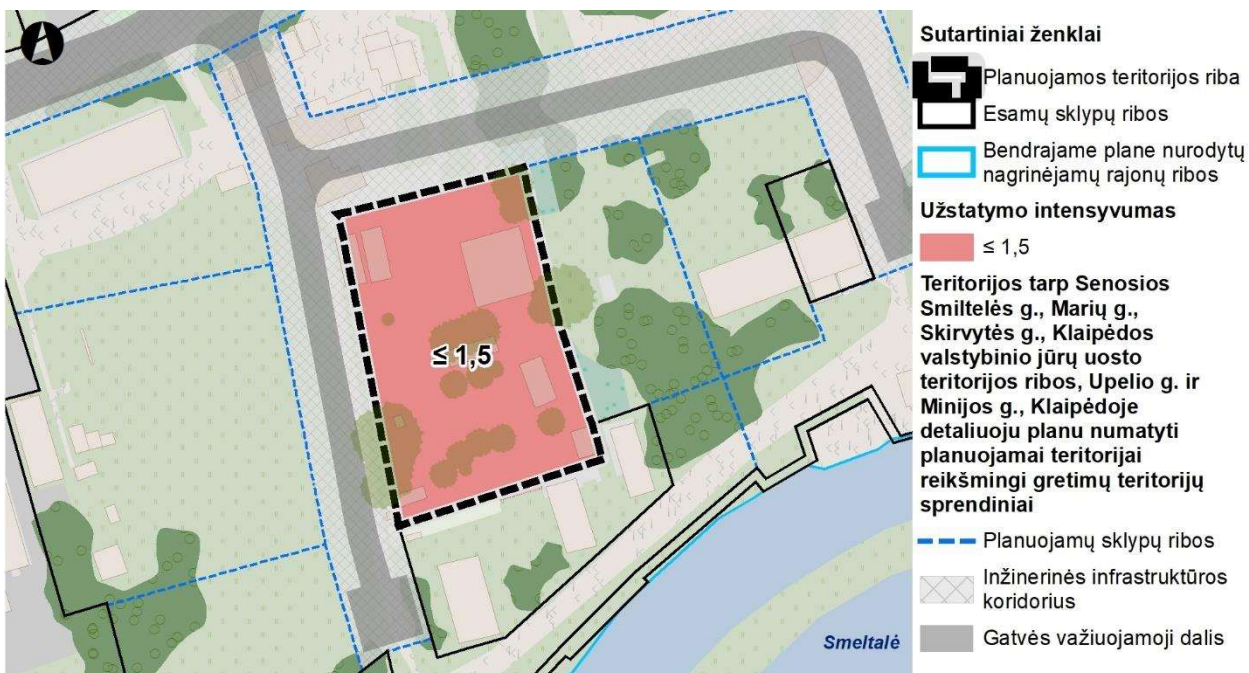 ≤ 1,5
Smeltalė
Sutartiniai ženklai
Planuojamos teritorijos riba
Esamų sklypų ribos
Bendrajame plane nurodytų
nagrinėjamų rajonų ribos
Užstatymo intensyvumas
≤ 1,5
Teritorijos tarp Senosios
Smiltelės g., Marių g.,
Skirvytės g., Klaipėdos
valstybinio jūrų uosto
teritorijos ribos, Upelio g. ir
Minijos g., Klaipėdoje
detaliuoju planu numatyti
planuojamai teritorijai
reikšmingi gretimų teritorijų
sprendiniai
Planuojamų sklypų ribos
Inžinerinės infrastruktūros
koridorius
Gatvės važiuojamoji dalis